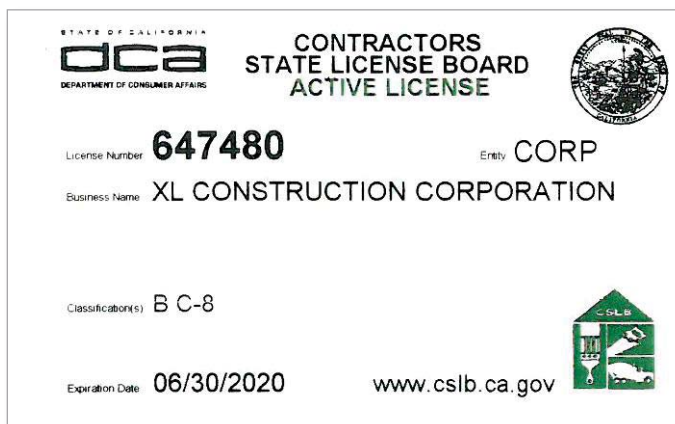 STATE OF CALIFORNIA
dca
DEPARTMENT OF CONSUMER AFFAIRS
CONTRACTORS
STATE LICENSE BOARD
ACTIVE LICENSE
License Number 647480
Entity CORP
Business Name XL CONSTRUCTION CORPORATION
Classification(s) B C-8
Expiration Date 06/30/2020
www.cslb.ca.gov
CSLB